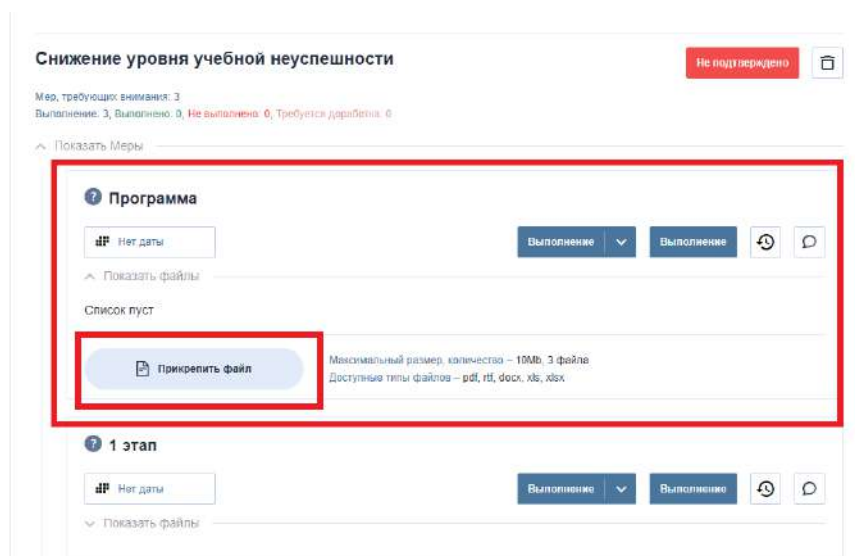 Снижение уровня учебной неуспешности
Не подтверждено
Мер, требующих внимания: 3
Выполнение: 3, Выполнено: 0, Не выполнено: 0, Требуется доработка: 0
Показать Меры
Программа
Нет даты
Выполнение
Выполнение
Показать файлы
Список пуст
Прикрепить файл
Максимальный размер, количество – 10Mb, 3 файла
Доступные типы файлов – pdf, rtf, docx, xls, xlsx
1 этап
Нет даты
Выполнение
Выполнение
Показать файлы